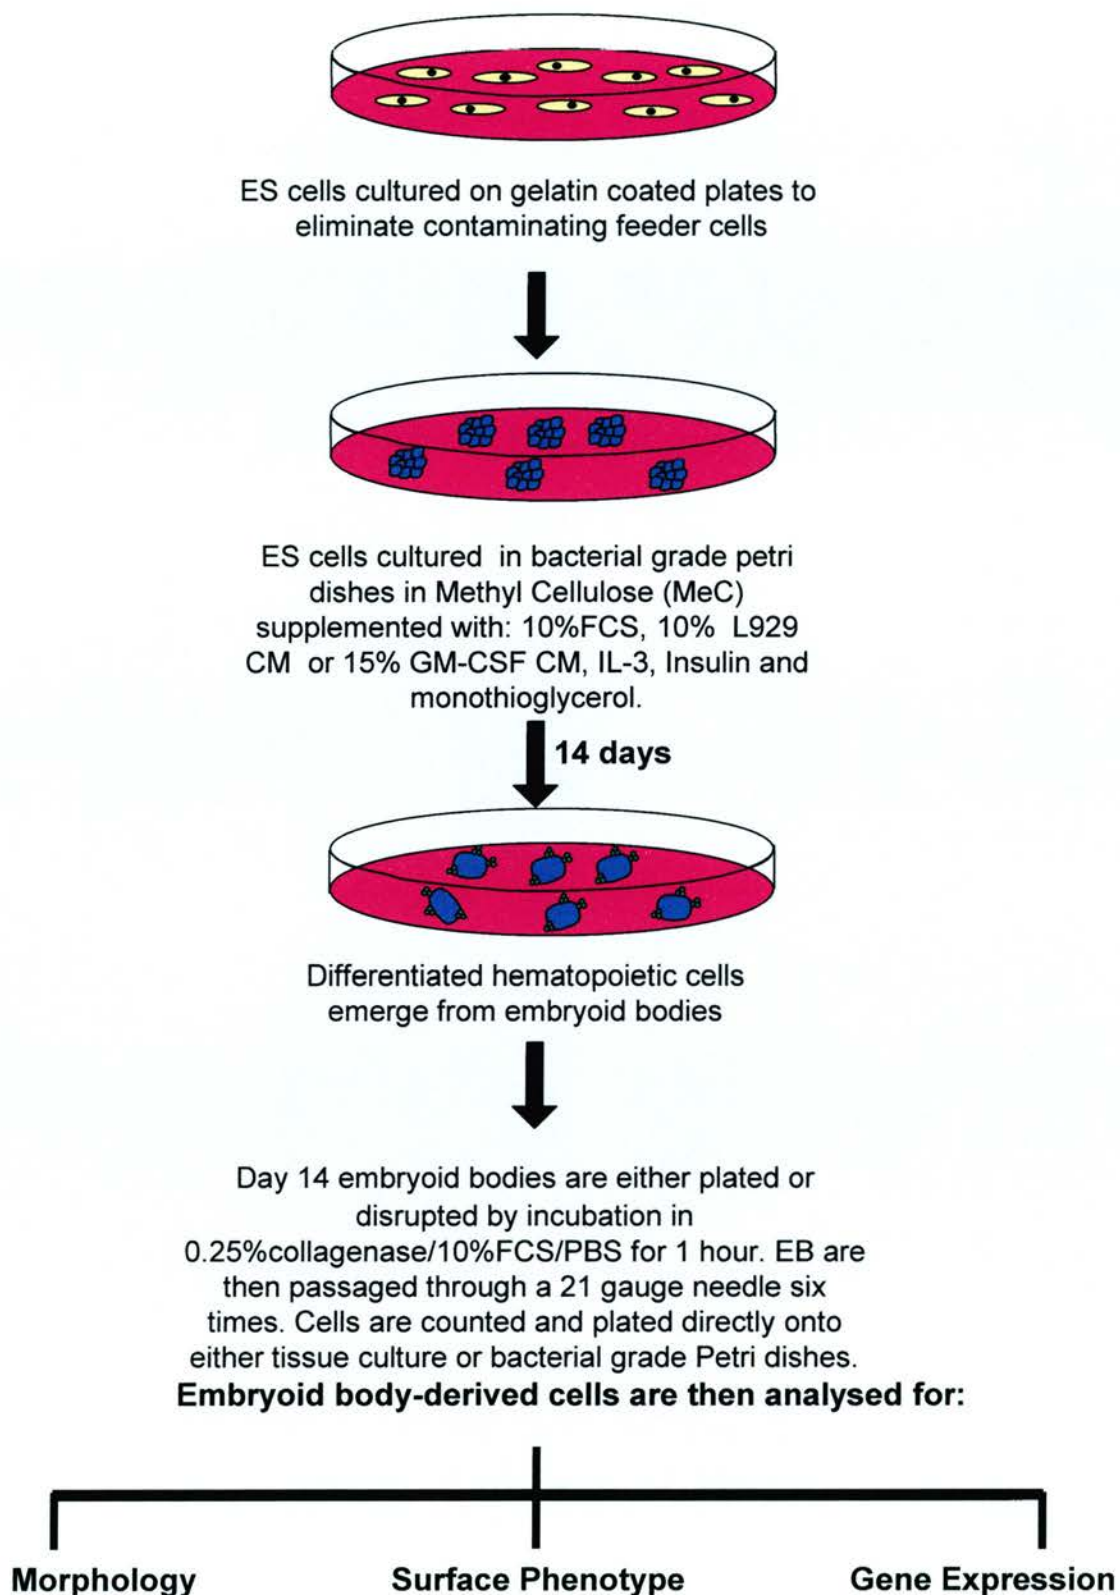 ES cells cultured on gelatin coated plates to
eliminate contaminating feeder cells
ES cells cultured in bacterial grade petri
dishes in Methyl Cellulose (MeC)
supplemented with: 10%FCS, 10% L929
CM or 15% GM-CSF CM, IL-3, Insulin and
monothioglycerol.
14 days
Differentiated hematopoietic cells
emerge from embryoid bodies
Day 14 embryoid bodies are either plated or
disrupted by incubation in
0.25%collagenase/10%FCS/PBS for 1 hour. EB are
then passaged through a 21 gauge needle six
times. Cells are counted and plated directly onto
either tissue culture or bacterial grade Petri dishes.
Embryoid body-derived cells are then analysed for:
Morphology Surface Phenotype Gene Expression